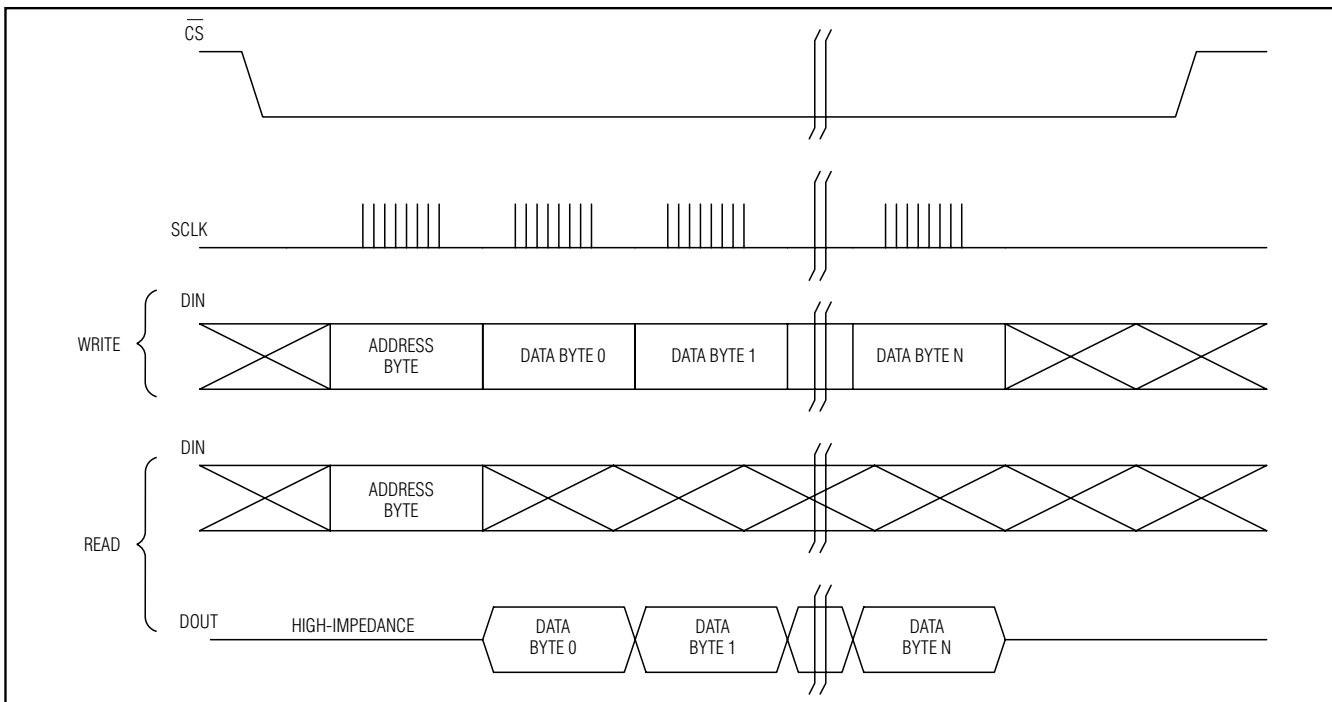 C̅S̅
SCLK
WRITE
DIN
ADDRESS
BYTE
DATA BYTE 0
DATA BYTE 1
DATA BYTE N
READ
DIN
ADDRESS
BYTE
DOUT
HIGH-IMPEDANCE
DATA
BYTE 0
DATA
BYTE 1
DATA
BYTE N